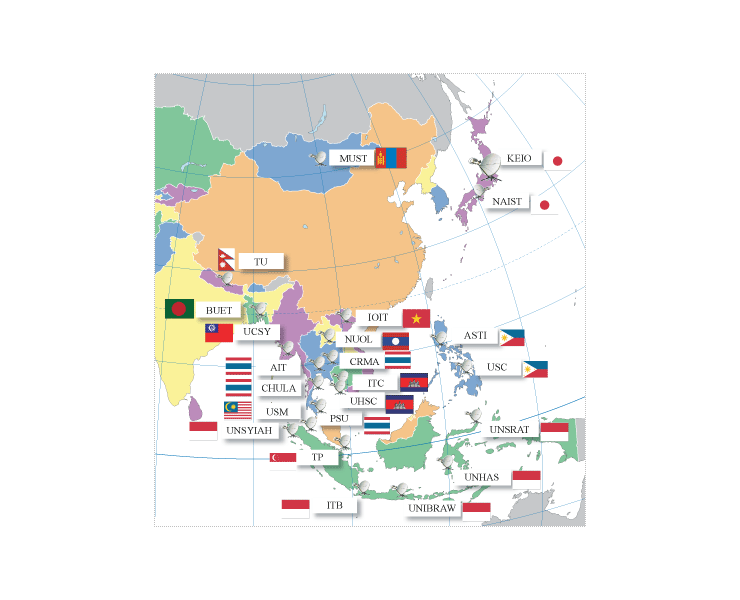 KEIO
MUST
NAIST
TU
BUET
IOIT
UCSY
ASTI
NUOL
CRMA
AIT
USC
ITC
CHULA
UHSC
USM
PSU
UNSYIAH
UNSRAT
TP
UNHAS
ITB
UNIBRAW